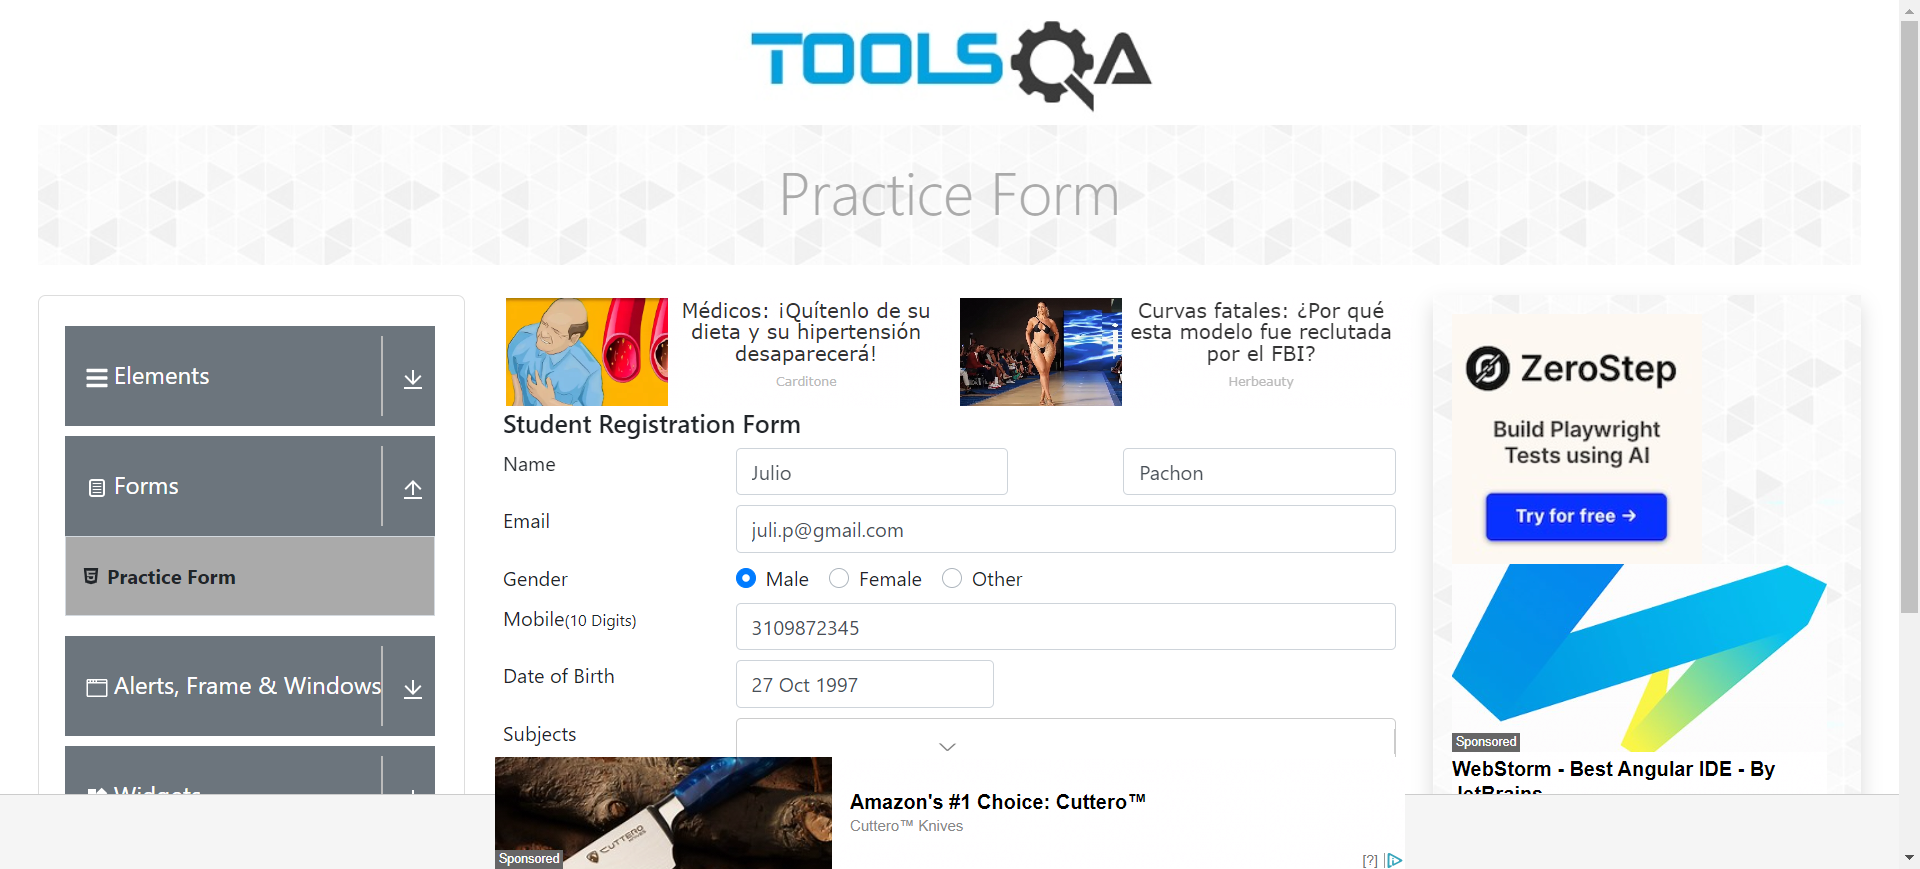 TOOLSQA
Practice Form
Elements
Forms
Practice Form
Alerts, Frame & Windows
Widgets
Médicos: ¡Quítenlo de su
dieta y su hipertensión
desaparecerá!
Carditone
Curvas fatales: ¿Por qué
esta modelo fue reclutada
por el FBI?
Herbeauty
Student Registration Form
Name
Julio
Pachon
Email
juli.p@gmail.com
Gender
Male
Female
Other
Mobile(10 Digits)
3109872345
Date of Birth
27 Oct 1997
Subjects
CUTTERO
Sponsored
Amazon's #1 Choice: Cuttero™
Cuttero™ Knives
[?]
ZeroStep
Build Playwright
Tests using AI
Try for free →
Sponsored
WebStorm - Best Angular IDE - By
JetBrains